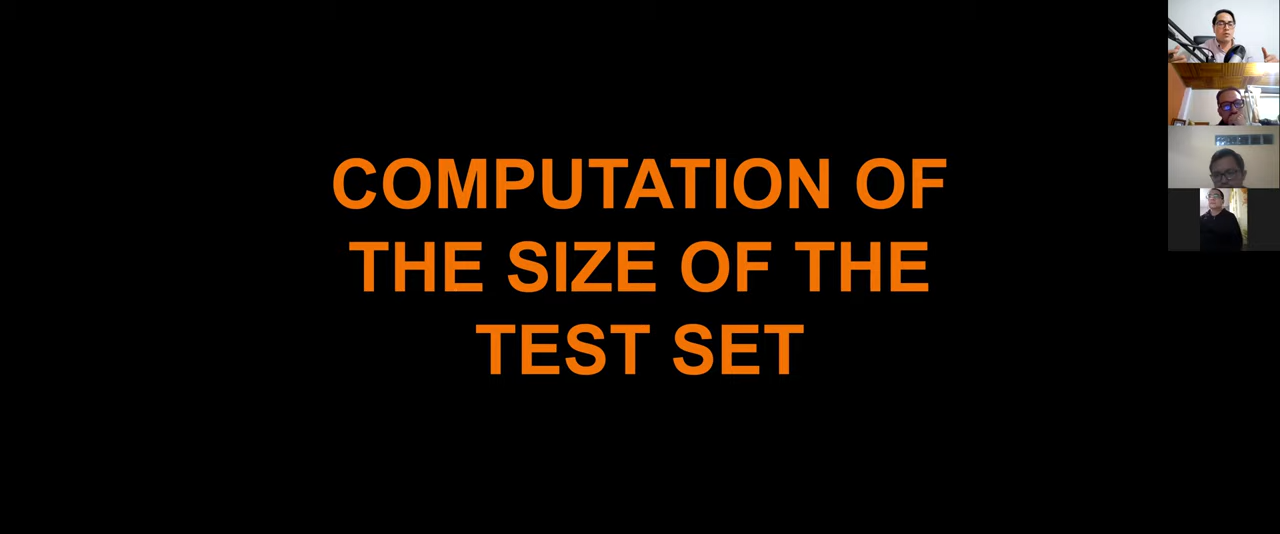 COMPUTATION OF
THE SIZE OF THE
TEST SET